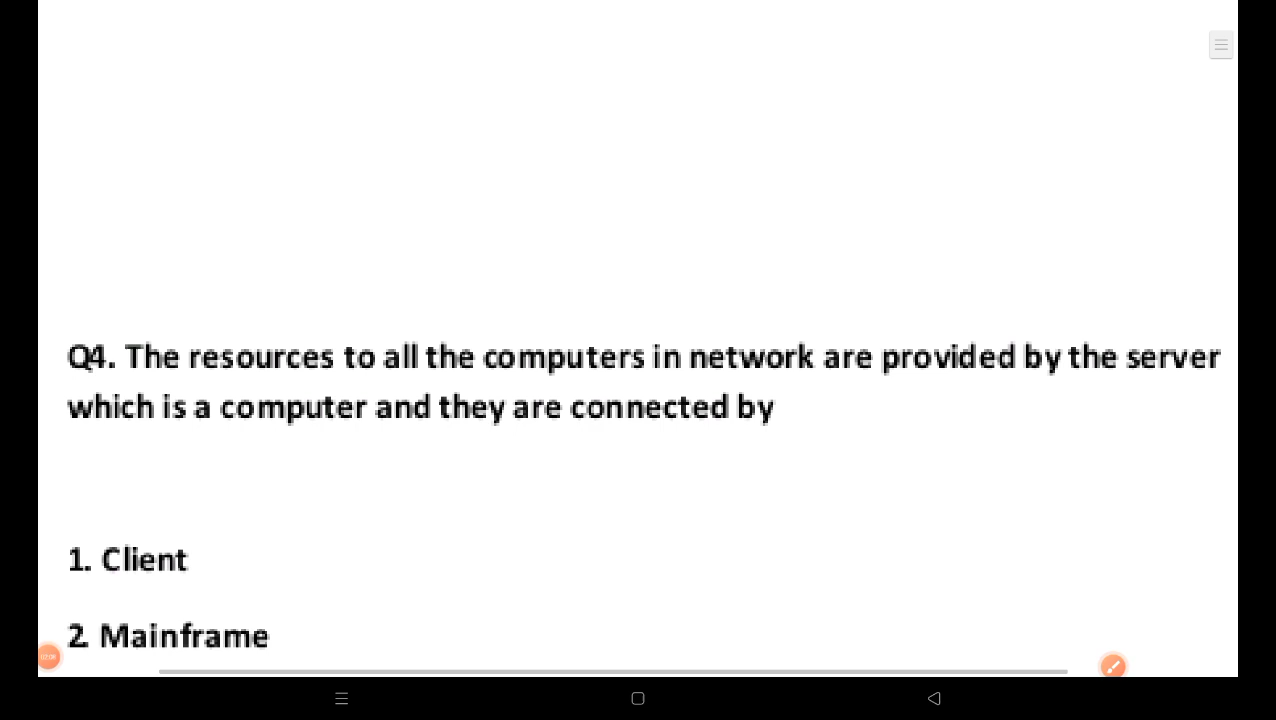 Q4. The resources to all the computers in network are provided by the server
which is a computer and they are connected by
1. Client
2. Mainframe